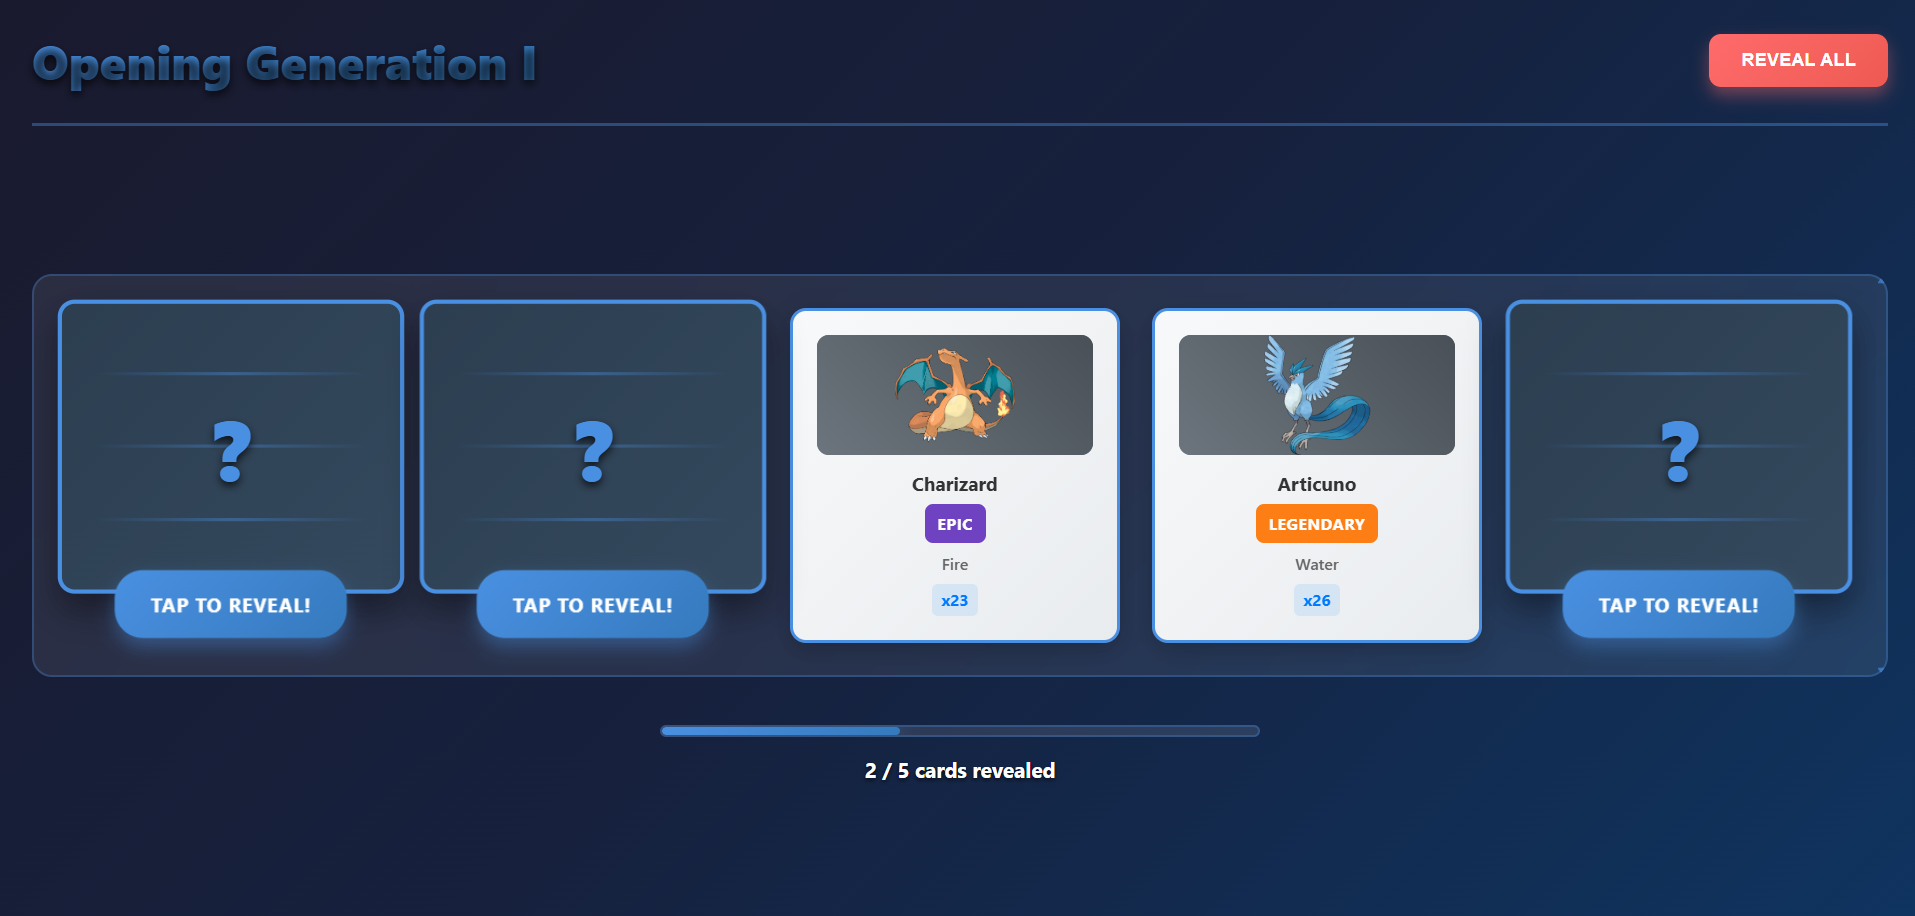 Opening Generation I
REVEAL ALL
?
TAP TO REVEAL!
?
TAP TO REVEAL!
Charizard
EPIC
Fire
x23
Articuno
LEGENDARY
Water
x26
?
TAP TO REVEAL!
2 / 5 cards revealed